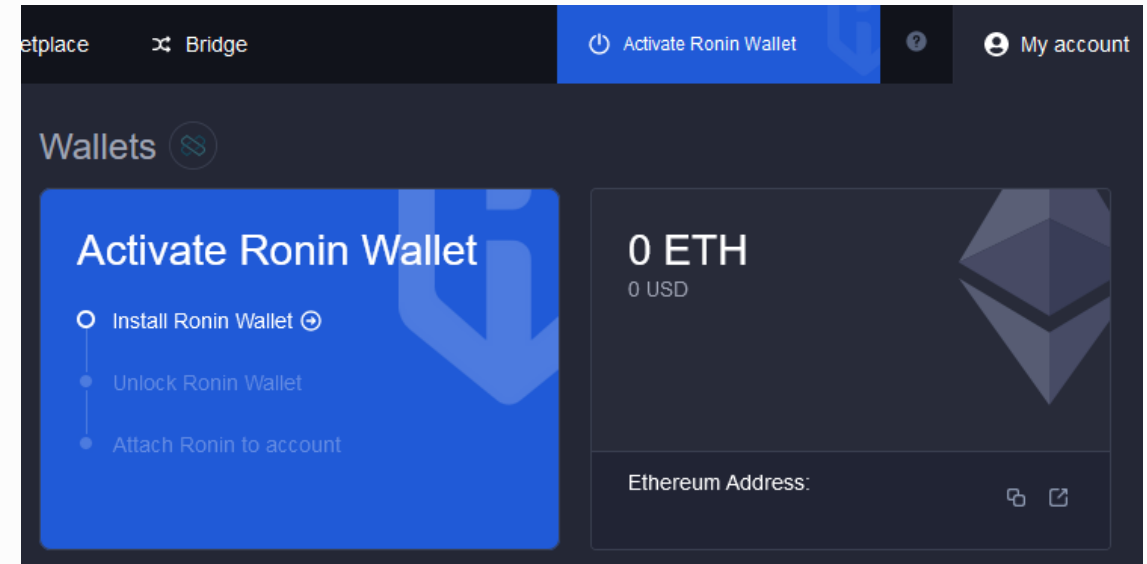 etplace
Bridge
Activate Ronin Wallet
My account
Wallets
Activate Ronin Wallet
Install Ronin Wallet
Unlock Ronin Wallet
Attach Ronin to account
0 ETH
0 USD
Ethereum Address: